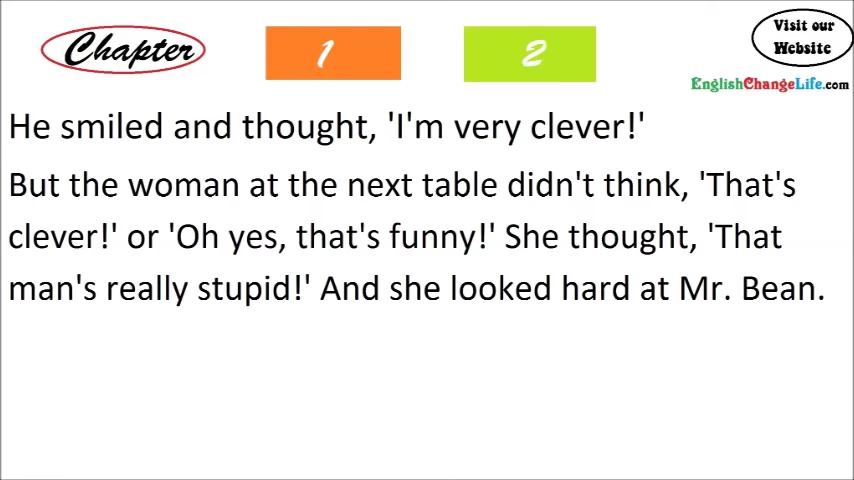 Chapter 1 2 Visit our
Website
EnglishChangeLife.com
He smiled and thought, 'I'm very clever!'
But the woman at the next table didn't think, 'That's
clever!' or 'Oh yes, that's funny!' She thought, 'That
man's really stupid!' And she looked hard at Mr. Bean.